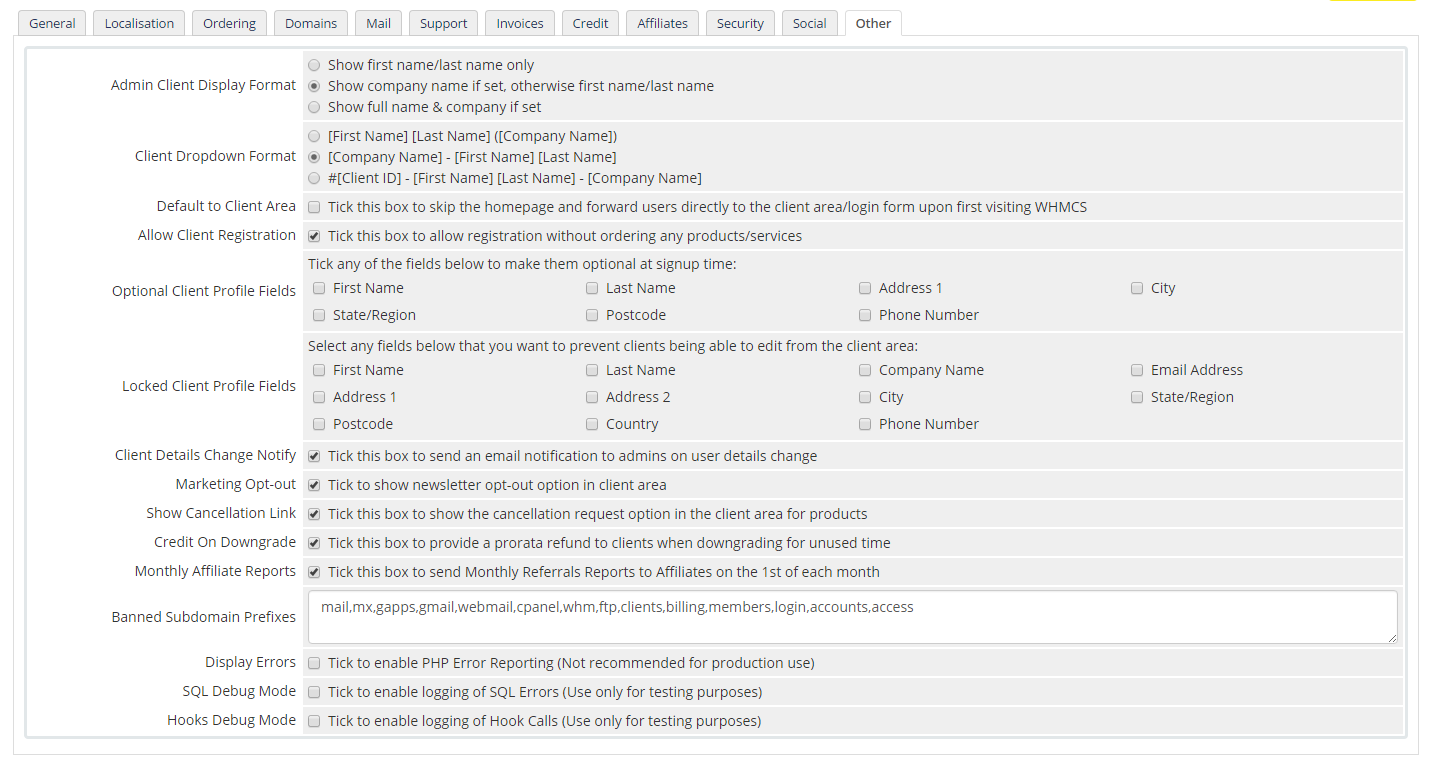 General Localisation Ordering Domains Mail Support Invoices Credit Affiliates Security Social Other
Admin Client Display Format
Show first name/last name only
Show company name if set, otherwise first name/last name
Show full name & company if set
Client Dropdown Format
[First Name] [Last Name] ([Company Name])
[Company Name] - [First Name] [Last Name]
#[Client ID] - [First Name] [Last Name] - [Company Name]
Default to Client Area Tick this box to skip the homepage and forward users directly to the client area/login form upon first visiting WHMCS
Allow Client Registration Tick this box to allow registration without ordering any products/services
Optional Client Profile Fields
Tick any of the fields below to make them optional at signup time:
First Name Last Name Address 1 City
State/Region Postcode Phone Number
Locked Client Profile Fields
Select any fields below that you want to prevent clients being able to edit from the client area:
First Name Last Name Company Name Email Address
Address 1 Address 2 City State/Region
Postcode Country Phone Number
Client Details Change Notify Tick this box to send an email notification to admins on user details change
Marketing Opt-out Tick to show newsletter opt-out option in client area
Show Cancellation Link Tick this box to show the cancellation request option in the client area for products
Credit On Downgrade Tick this box to provide a prorata refund to clients when downgrading for unused time
Monthly Affiliate Reports Tick this box to send Monthly Referrals Reports to Affiliates on the 1st of each month
Banned Subdomain Prefixes mail,mx,gapps,gmail,webmail,cpanel,whm,ftp,clients,billing,members,login,accounts,access
Display Errors Tick to enable PHP Error Reporting (Not recommended for production use)
SQL Debug Mode Tick to enable logging of SQL Errors (Use only for testing purposes)
Hooks Debug Mode Tick to enable logging of Hook Calls (Use only for testing purposes)